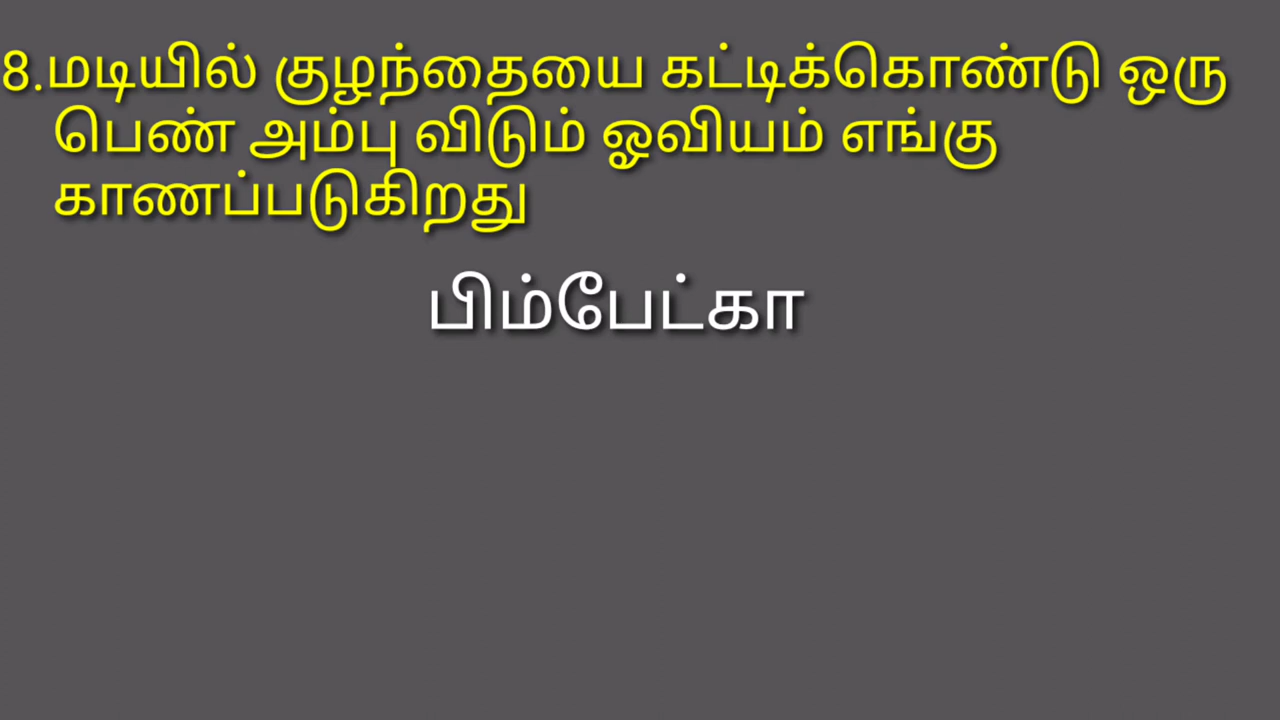 8.மடியில் குழந்தையை கட்டிக்கொண்டு ஒரு
பெண் அம்பு விடும் ஓவியம் எங்கு
காணப்படுகிறது
பிம்பேட்கா